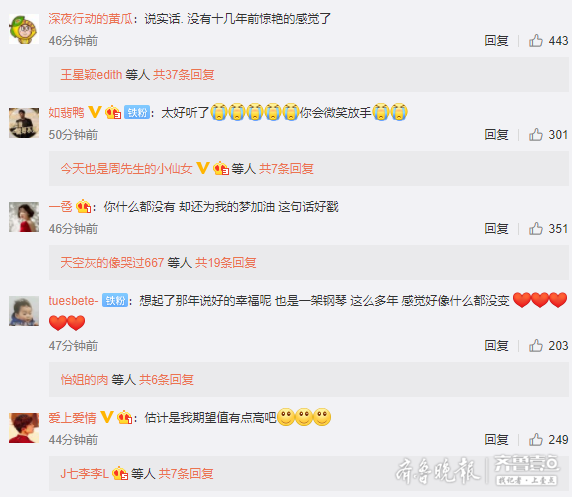 深夜行动的黄瓜：说实话. 没有十几年前惊艳的感觉了
46分钟前 回复 443
王星颖edith 等人 共37条回复
如翡鸭 铁粉：太好听了你会微笑放手
50分钟前 回复 301
今天也是周先生的小仙女 等人 共7条回复
一卺：你什么都没有 却还为我的梦加油 这句话好戳
46分钟前 回复 351
天空灰的像哭过667 等人 共19条回复
tuesbete- 铁粉：想起了那年说好的幸福呢 也是一架钢琴 这么多年 感觉好像什么都没变
47分钟前 回复 203
怡姐的肉 等人 共6条回复
爱上爱情：估计是我期望值有点高吧
44分钟前 回复 249
J七李李L 等人 共7条回复
齐鲁晚报 齐鲁壹点
找记者·上壹点